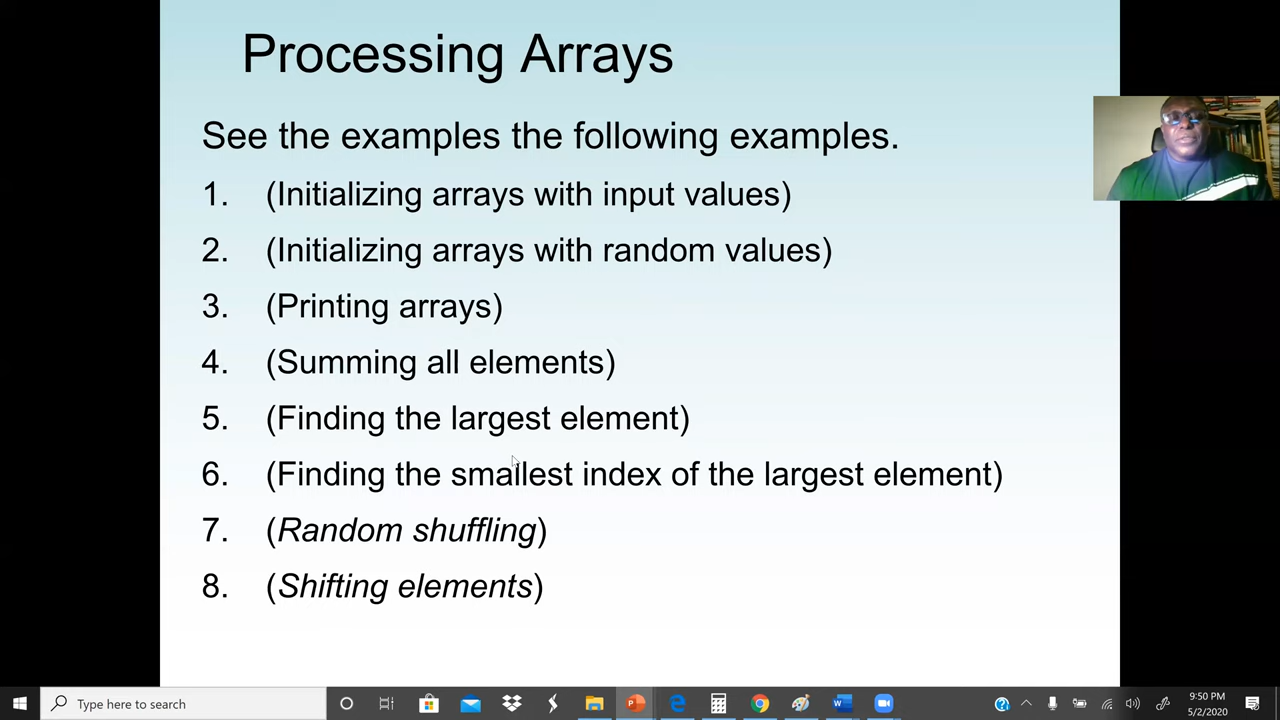 Processing Arrays
See the examples the following examples.
1. (Initializing arrays with input values)
2. (Initializing arrays with random values)
3. (Printing arrays)
4. (Summing all elements)
5. (Finding the largest element)
6. (Finding the smallest index of the largest element)
7. (Random shuffling)
8. (Shifting elements)
Type here to search
9:50 PM
5/2/2020